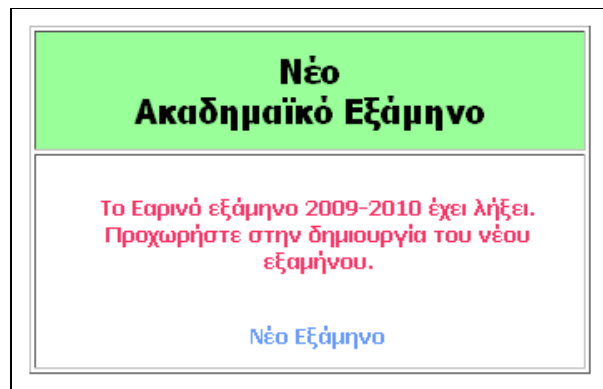 Νέο
Ακαδημαϊκό Εξάμηνο
Το Εαρινό εξάμηνο 2009-2010 έχει λήξει.
Προχωρήστε στην δημιουργία του νέου
εξαμήνου.
Νέο Εξάμηνο